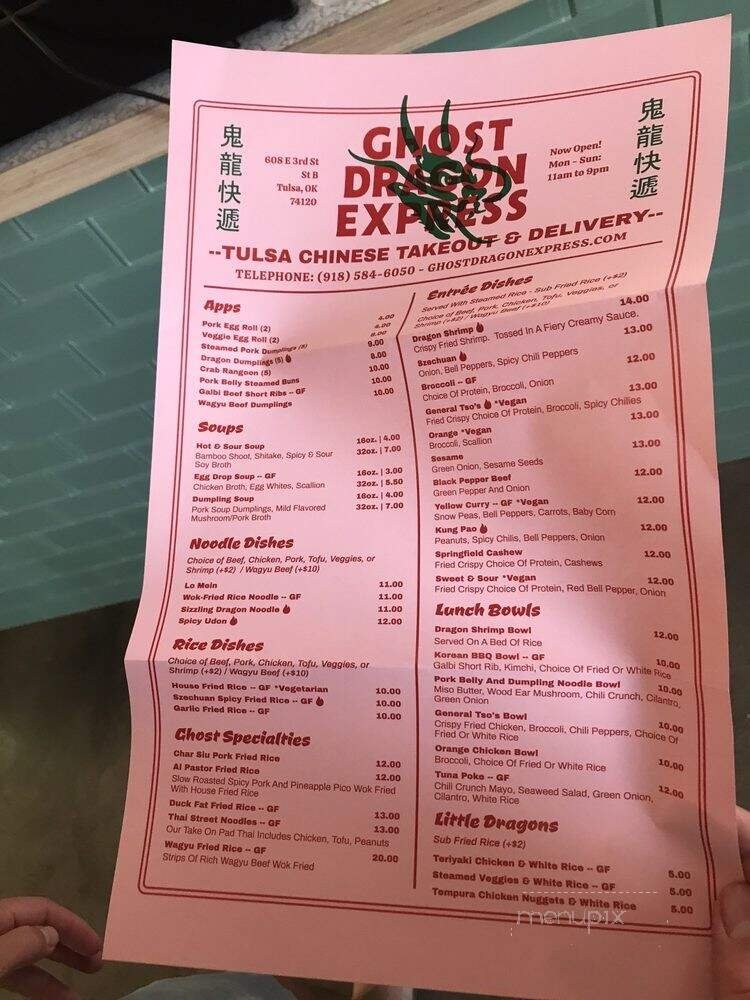 鬼龍快遞
608 E 3rd St
St B
Tulsa, OK
74120
GHOST
DRAGON
EXPRESS
Now Open!
Mon - Sun:
11am to 9pm
鬼龍快遞
--TULSA CHINESE TAKEOUT & DELIVERY--
TELEPHONE: (918) 584-6050 - GHOSTDRAGONEXPRESS.COM
Apps
Pork Egg Roll (2) 4.00
Veggie Egg Roll (2) 4.00
Steamed Pork Dumplings (5) 8.00
Dragon Dumplings (5) 9.00
Crab Rangoon (5) 8.00
Pork Belly Steamed Buns 10.00
Galbi Beef Short Ribs -- GF 10.00
Wagyu Beef Dumplings 10.00
Soups
Hot & Sour Soup 16oz. | 4.00
Bamboo Shoot, Shitake, Spicy & Sour 32oz. | 7.00
Soy Broth
Egg Drop Soup -- GF 16oz. | 3.00
Chicken Broth, Egg Whites, Scallion 32oz. | 5.50
Dumpling Soup 16oz. | 4.00
Pork Soup Dumplings, Mild Flavored 32oz. | 7.00
Mushroom/Pork Broth
Noodle Dishes
Choice of Beef, Chicken, Pork, Tofu, Veggies, or
Shrimp (+$2) / Wagyu Beef (+$10)
Lo Mein 11.00
Wok-Fried Rice Noodle -- GF 11.00
Sizzling Dragon Noodle 11.00
Spicy Udon 12.00
Rice Dishes
Choice of Beef, Pork, Chicken, Tofu, Veggies, or
Shrimp (+$2) / Wagyu Beef (+$10)
House Fried Rice -- GF *Vegetarian 10.00
Szechuan Spicy Fried Rice -- GF 10.00
Garlic Fried Rice -- GF 10.00
Ghost Specialties
Char Siu Pork Fried Rice 12.00
Al Pastor Fried Rice 12.00
Slow Roasted Spicy Pork And Pineapple Pico Wok Fried
With House Fried Rice
Duck Fat Fried Rice -- GF 13.00
Thai Street Noodles -- GF 13.00
Our Take On Pad Thai Includes Chicken, Tofu, Peanuts
Wagyu Fried Rice -- GF 20.00
Strips Of Rich Wagyu Beef Wok Fried
Entrée Dishes
Served With Steamed Rice - Sub Fried Rice (+$2)
Choice of Beef, Pork, Chicken, Tofu, Veggies, or
Shrimp (+$2) / Wagyu Beef (+$10)
Dragon Shrimp 14.00
Crispy Fried Shrimp. Tossed In A Fiery Creamy Sauce.
Szechuan 13.00
Onion, Bell Peppers, Spicy Chili Peppers
Broccoli -- GF 12.00
Choice Of Protein, Broccoli, Onion
General Tso's *Vegan 13.00
Fried Crispy Choice Of Protein, Broccoli, Spicy Chilies
Orange *Vegan 13.00
Broccoli, Scallion
Sesame 13.00
Green Onion, Sesame Seeds
Black Pepper Beef 12.00
Green Pepper And Onion
Yellow Curry -- GF *Vegan 12.00
Snow Peas, Bell Peppers, Carrots, Baby Corn
Kung Pao 12.00
Peanuts, Spicy Chilis, Bell Peppers, Onion
Springfield Cashew 12.00
Fried Crispy Choice Of Protein, Cashews
Sweet & Sour *Vegan 12.00
Fried Crispy Choice Of Protein, Red Bell Pepper, Onion
Lunch Bowls
Dragon Shrimp Bowl 12.00
Served On A Bed Of Rice
Korean BBQ Bowl -- GF 10.00
Galbi Short Rib, Kimchi, Choice Of Fried Or White Rice
Pork Belly And Dumpling Noodle Bowl 10.00
Miso Butter, Wood Ear Mushroom, Chili Crunch, Cilantro,
Green Onion
General Tso's Bowl 10.00
Crispy Fried Chicken, Broccoli, Chili Peppers, Choice Of
Fried Or White Rice
Orange Chicken Bowl 10.00
Broccoli, Choice Of Fried Or White Rice
Tuna Poke -- GF 12.00
Chili Crunch Mayo, Seaweed Salad, Green Onion,
Cilantro, White Rice
Little Dragons
Sub Fried Rice (+$2)
Teriyaki Chicken & White Rice -- GF 5.00
Steamed Veggies & White Rice -- GF 5.00
Tempura Chicken Nuggets & White Rice 5.00
menupix